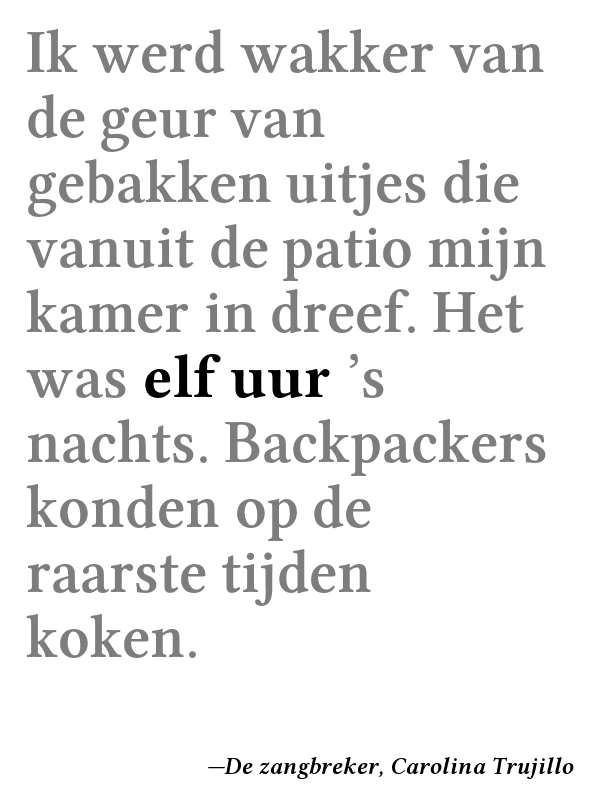 Ik werd wakker van
de geur van
gebakken uitjes die
vanuit de patio mijn
kamer in dreef. Het
was elf uur ’s
nachts. Backpackers
konden op de
raarste tijden
koken.
—De zangbreker, Carolina Trujillo